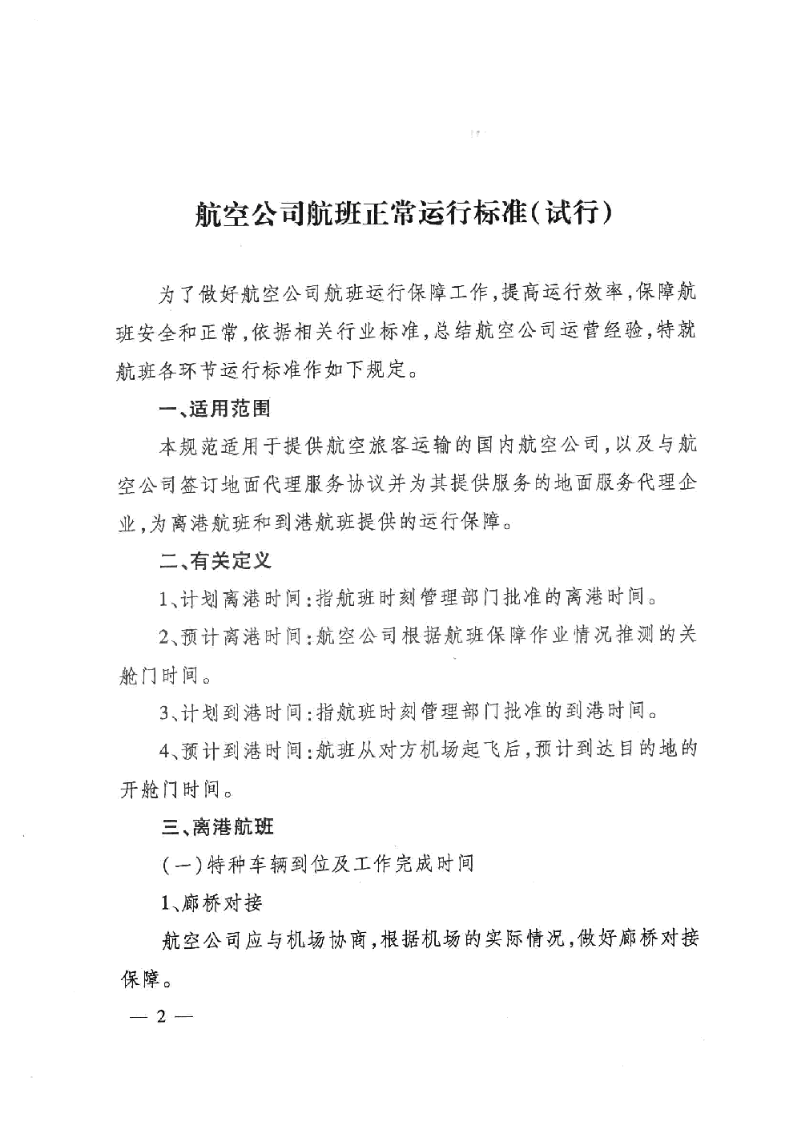 航空公司航班正常运行标准(试行)
为了做好航空公司航班运行保障工作,提高运行效率,保障航
班安全和正常,依据相关行业标准,总结航空公司运营经验,特就
航班各环节运行标准作如下规定。
一、适用范围
本规范适用于提供航空旅客运输的国内航空公司,以及与航
空公司签订地面代理服务协议并为其提供服务的地面服务代理企
业,为离港航班和到港航班提供的运行保障。
二、有关定义
1、计划离港时间:指航班时刻管理部门批准的离港时间。
2、预计离港时间:航空公司根据航班保障作业情况推测的关
舱门时间。
3、计划到港时间:指航班时刻管理部门批准的到港时间。
4、预计到港时间:航班从对方机场起飞后,预计到达目的地的
开舱门时间。
三、离港航班
(一)特种车辆到位及工作完成时间
1、廊桥对接
航空公司应与机场协商,根据机场的实际情况,做好廊桥对接
保障。
— 2 —